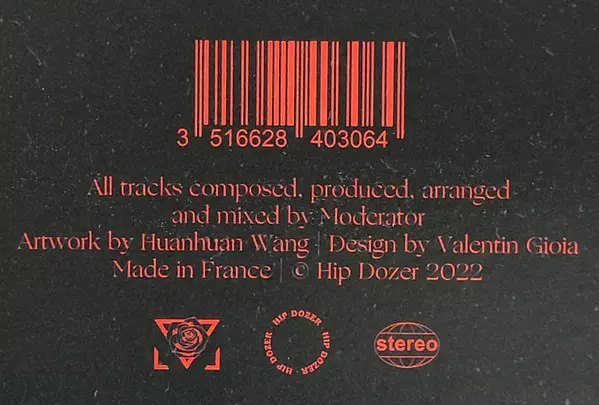 3 516628 403064
All tracks composed, produced, arranged
and mixed by Moderator
Artwork by Huanhuan Wang | Design by Valentin Gioia
Made in France | © Hip Dozer 2022
HIP DOZER · HIP DOZER · HIP DOZER ·
stereo